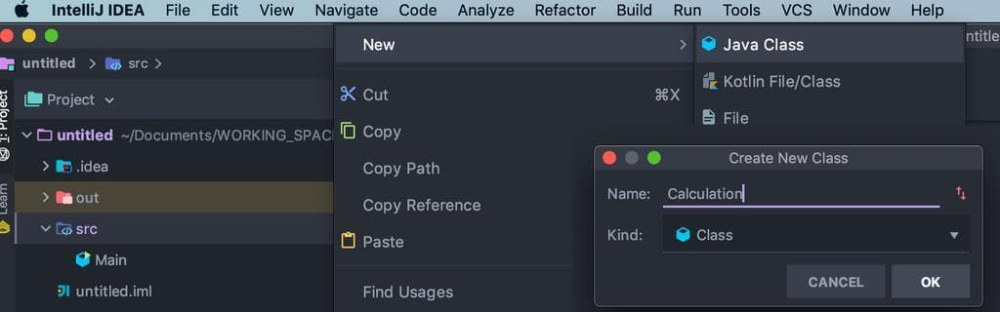 IntelliJ IDEA File Edit View Navigate Code Analyze Refactor Build Run Tools VCS Window Help
untitled src
Project
1: Project
Learn
untitled ~/Documents/WORKING_SPAC
.idea
out
src
Main
untitled.iml
New
Cut ⌘X
Copy
Copy Path
Copy Reference
Paste
Find Usages
Java Class
Kotlin File/Class
File
ntitle
Create New Class
Name: Calculation
Kind: Class
CANCEL OK